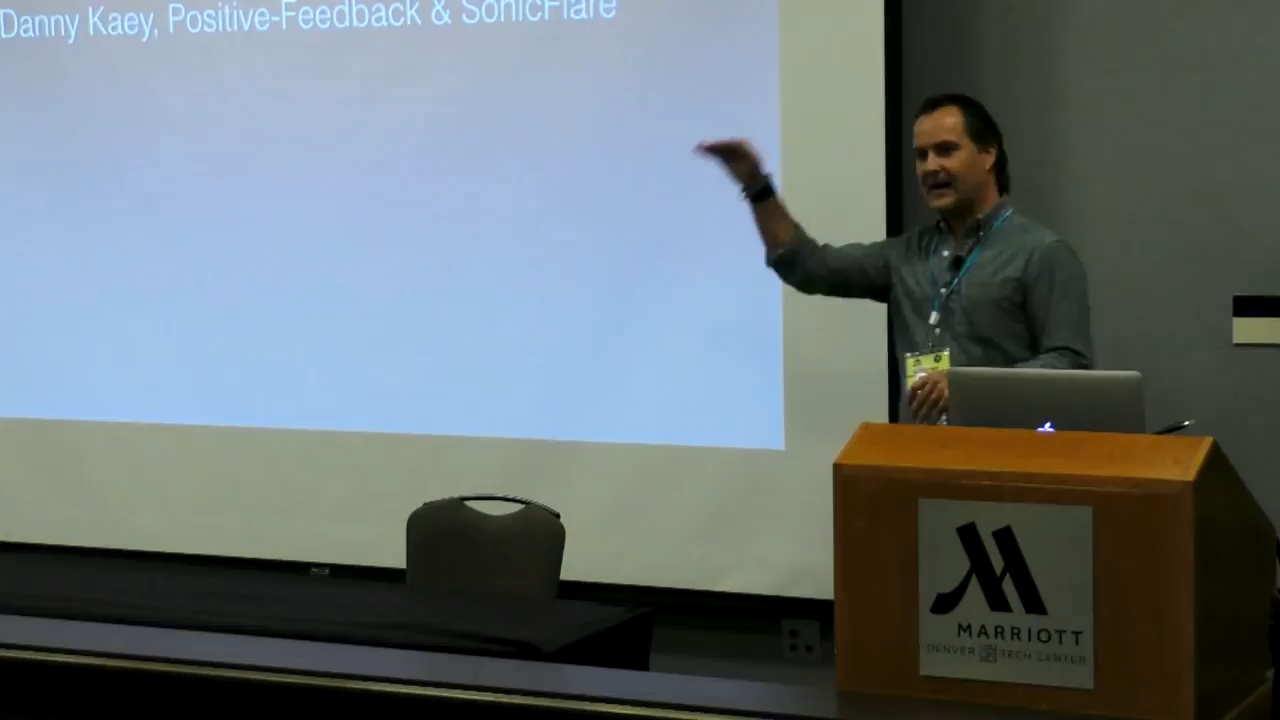 Danny Kaey, Positive-Feedback & SonicFlare
MARRIOTT
DENVER TECH CENTER